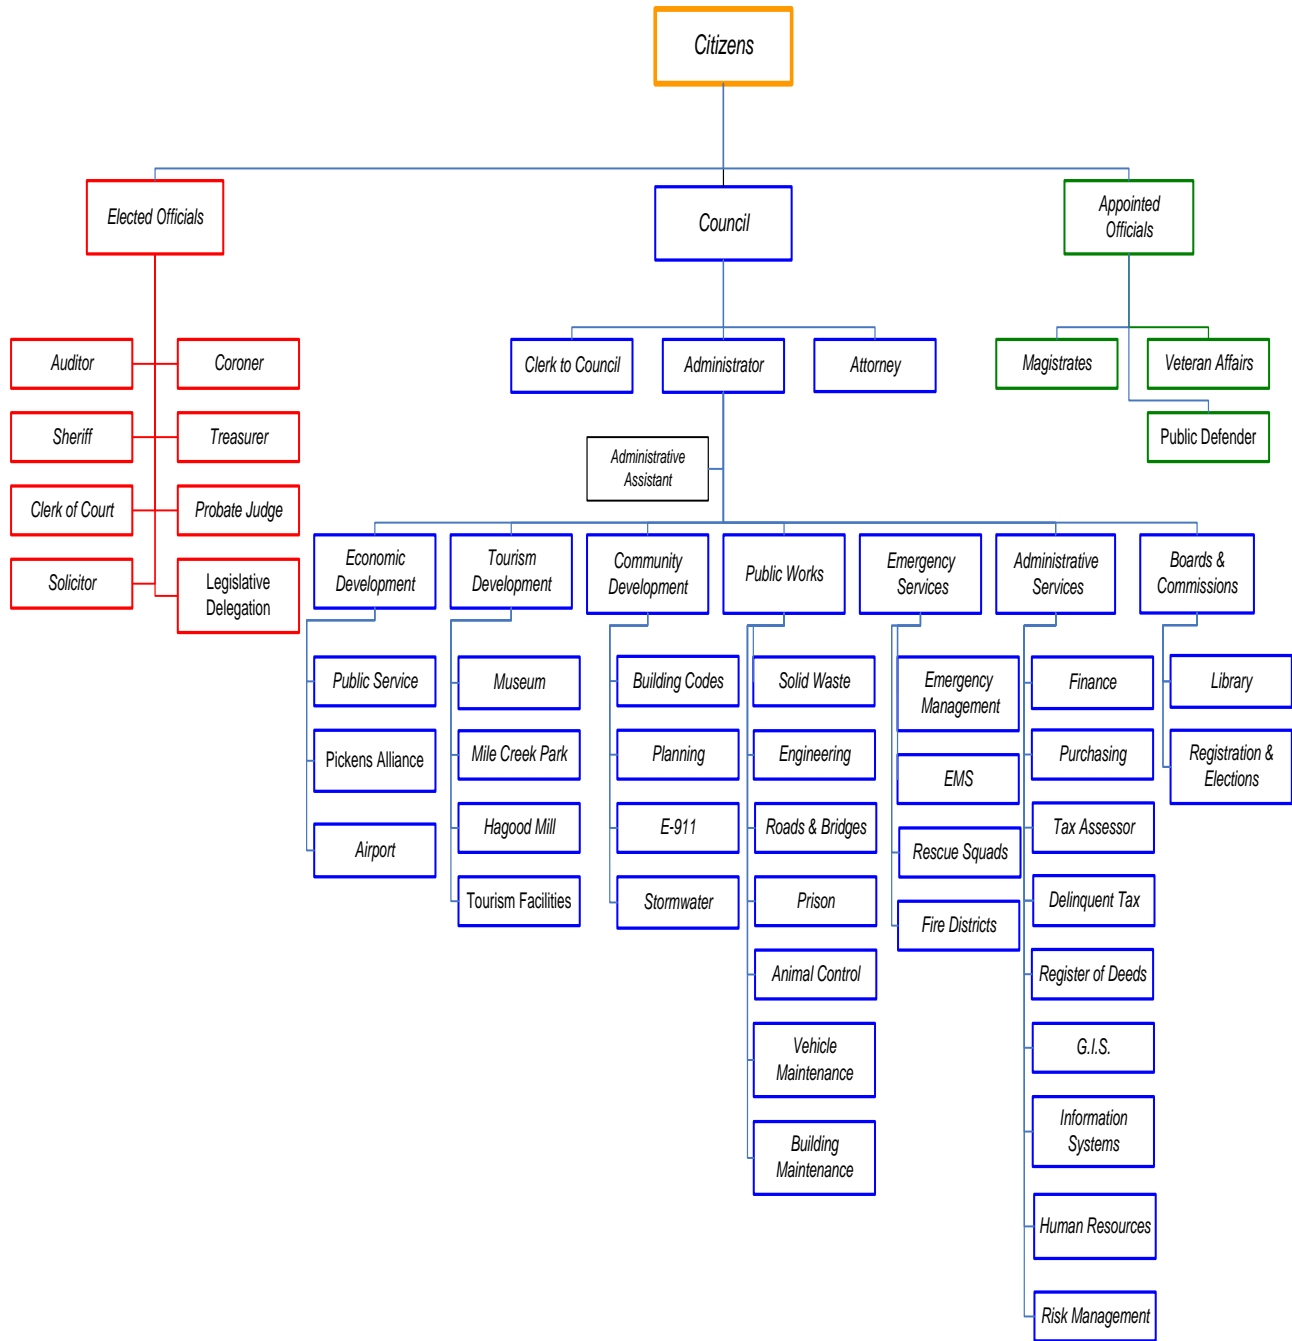 Citizens
Elected Officials
Council
Appointed
Officials
Auditor
Coroner
Sheriff
Treasurer
Clerk of Court
Probate Judge
Solicitor
Legislative
Delegation
Clerk to Council
Administrator
Attorney
Magistrates
Veteran Affairs
Public Defender
Administrative
Assistant
Economic
Development
Tourism
Development
Community
Development
Public Works
Emergency
Services
Administrative
Services
Boards &
Commissions
Public Service
Pickens Alliance
Airport
Museum
Mile Creek Park
Hagood Mill
Tourism Facilities
Building Codes
Planning
E-911
Stormwater
Solid Waste
Engineering
Roads & Bridges
Prison
Animal Control
Vehicle
Maintenance
Building
Maintenance
Emergency
Management
EMS
Rescue Squads
Fire Districts
Finance
Purchasing
Tax Assessor
Delinquent Tax
Register of Deeds
G.I.S.
Information
Systems
Human Resources
Risk Management
Library
Registration &
Elections